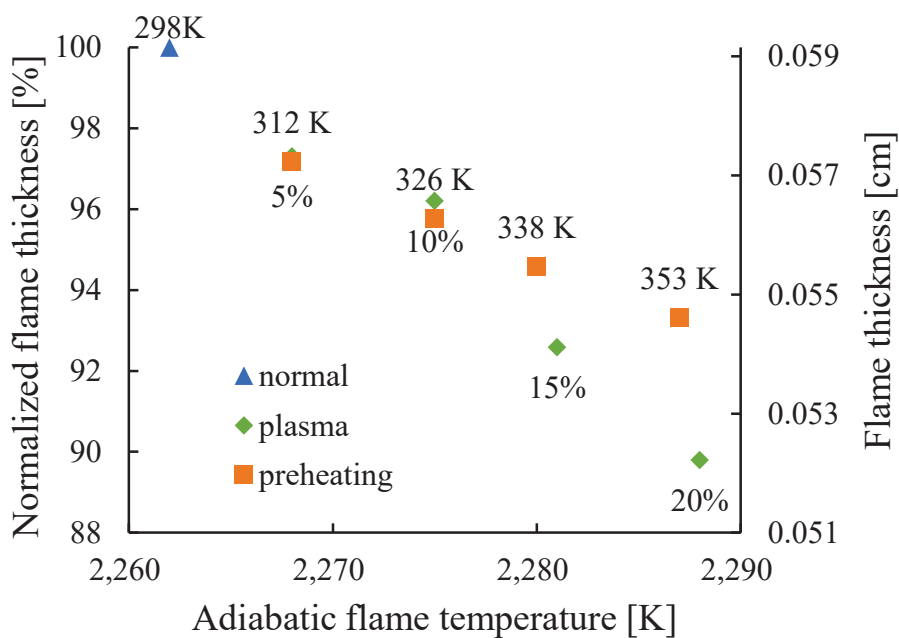 298K
100
98
96
94
92
90
88
Normalized flame thickness [%]
312 K
5%
326 K
10%
338 K
353 K
15%
20%
normal
plasma
preheating
0.059
0.057
0.055
0.053
0.051
Flame thickness [cm]
2,260
2,270
2,280
2,290
Adiabatic flame temperature [K]